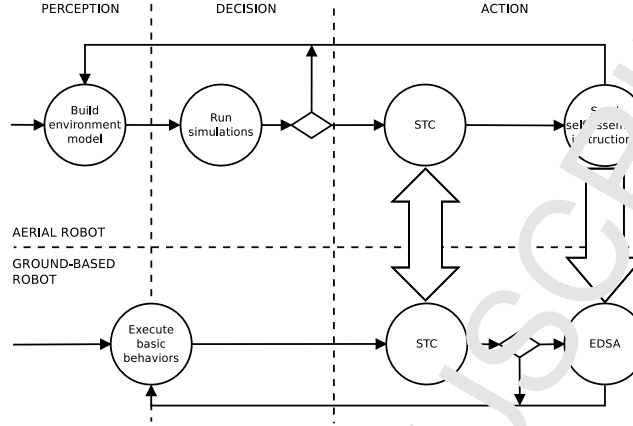 PERCEPTION
DECISION
ACTION
Build
environment
model
Run
simulations
STC
AERIAL ROBOT
GROUND-BASED
ROBOT
Execute
basic
behaviors
STC
EDSA